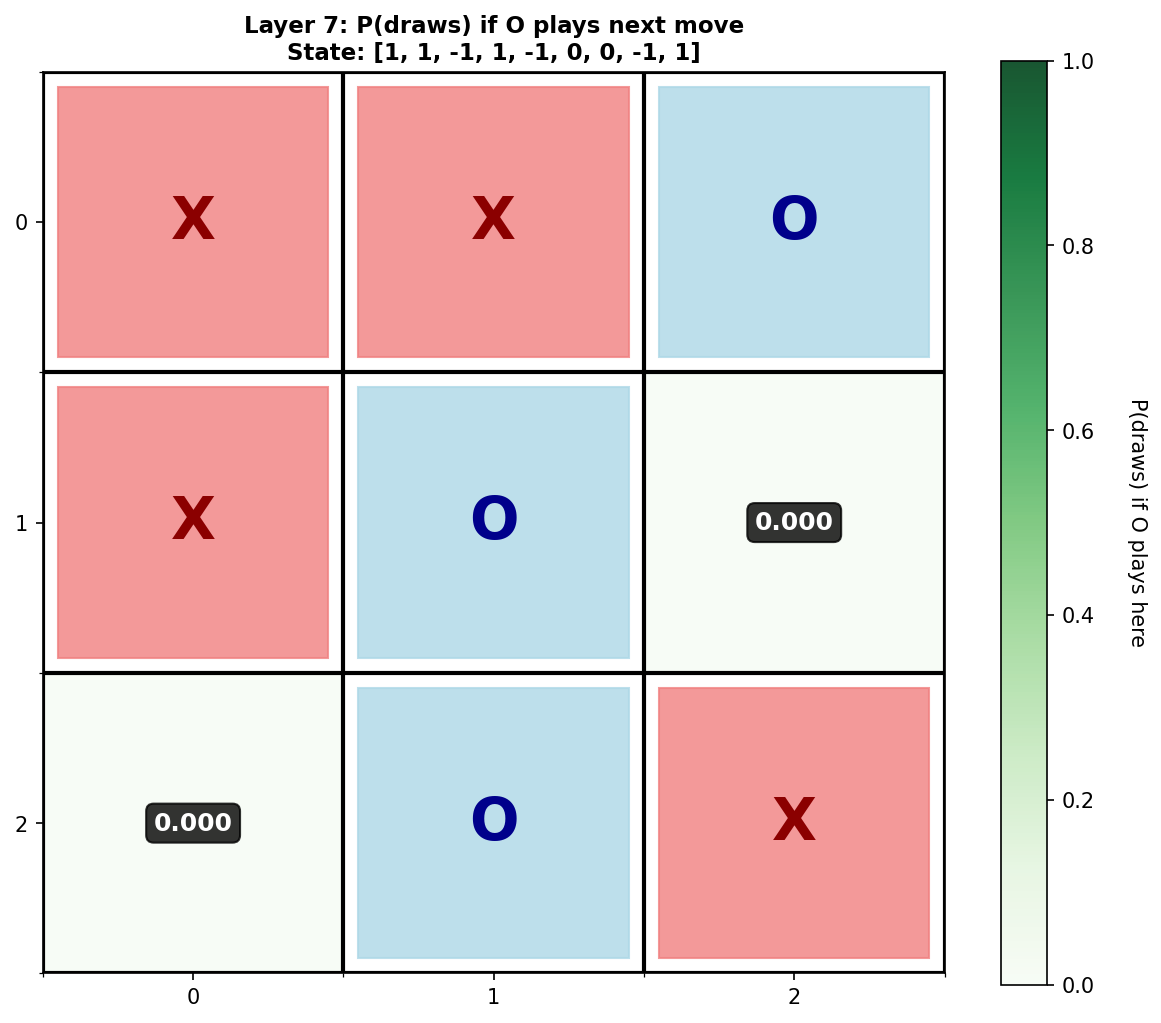 Layer 7: P(draws) if O plays next move
State: [1, 1, -1, 1, -1, 0, 0, -1, 1]
X X O
0
X O 0.000
1
0.000 O X
2
0 1 2
1.0
0.8
0.6
0.4
0.2
0.0
P(draws) if O plays here